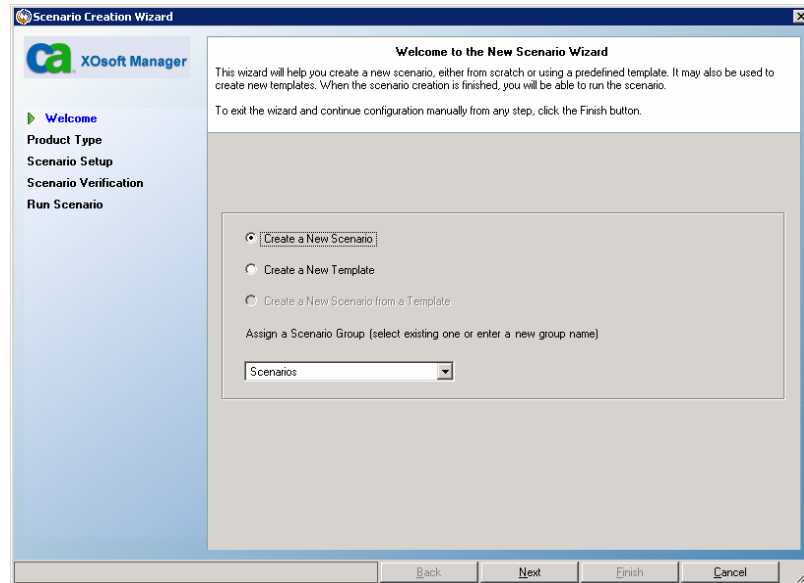 Scenario Creation Wizard
ca XOsoft Manager
Welcome
Product Type
Scenario Setup
Scenario Verification
Run Scenario
Welcome to the New Scenario Wizard
This wizard will help you create a new scenario, either from scratch or using a predefined template. It may also be used to
create new templates. When the scenario creation is finished, you will be able to run the scenario.
To exit the wizard and continue configuration manually from any step, click the Finish button.
Create a New Scenario
Create a New Template
Create a New Scenario from a Template
Assign a Scenario Group (select existing one or enter a new group name)
Scenarios
Back
Next
Finish
Cancel